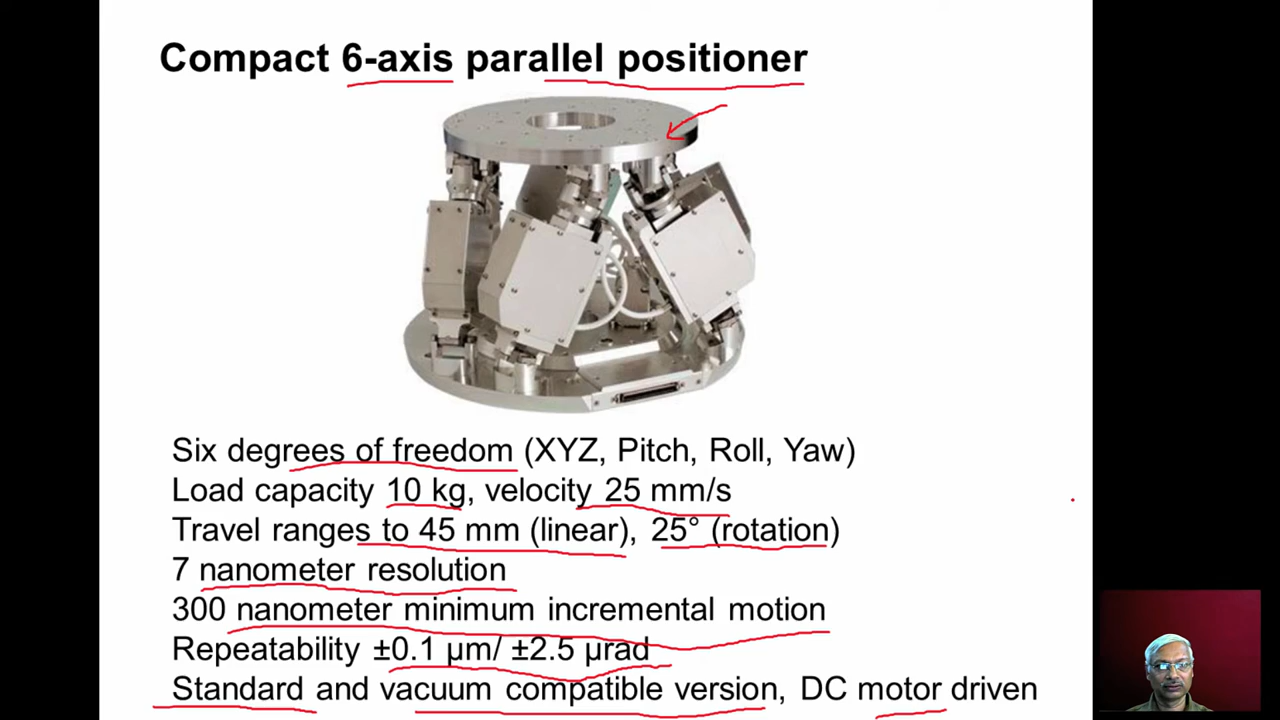 Compact 6-axis parallel positioner
Six degrees of freedom (XYZ, Pitch, Roll, Yaw)
Load capacity 10 kg, velocity 25 mm/s
Travel ranges to 45 mm (linear), 25° (rotation)
7 nanometer resolution
300 nanometer minimum incremental motion
Repeatability ±0.1 µm/ ±2.5 µrad
Standard and vacuum compatible version, DC motor driven